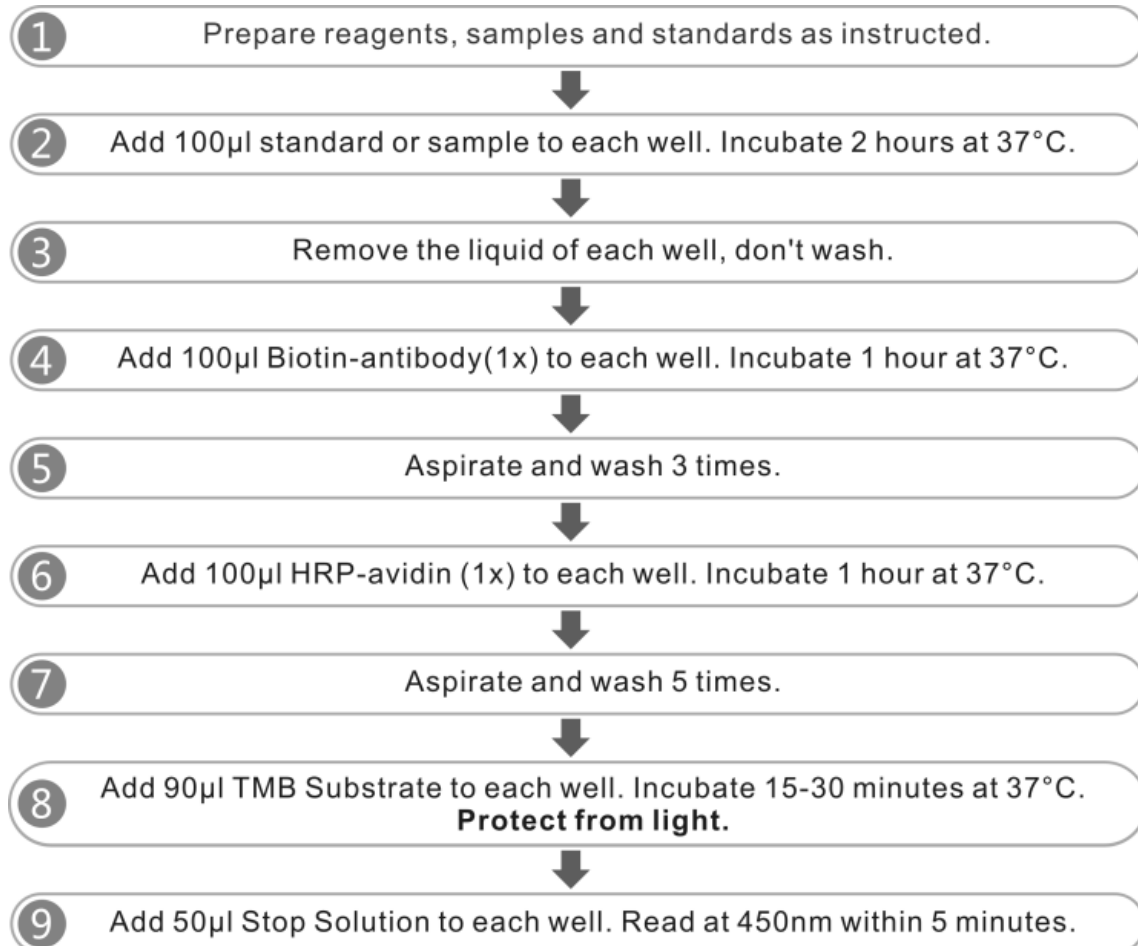 1 Prepare reagents, samples and standards as instructed.
2 Add 100µl standard or sample to each well. Incubate 2 hours at 37°C.
3 Remove the liquid of each well, don't wash.
4 Add 100µl Biotin-antibody(1x) to each well. Incubate 1 hour at 37°C.
5 Aspirate and wash 3 times.
6 Add 100µl HRP-avidin (1x) to each well. Incubate 1 hour at 37°C.
7 Aspirate and wash 5 times.
8 Add 90µl TMB Substrate to each well. Incubate 15-30 minutes at 37°C.
Protect from light.
9 Add 50µl Stop Solution to each well. Read at 450nm within 5 minutes.